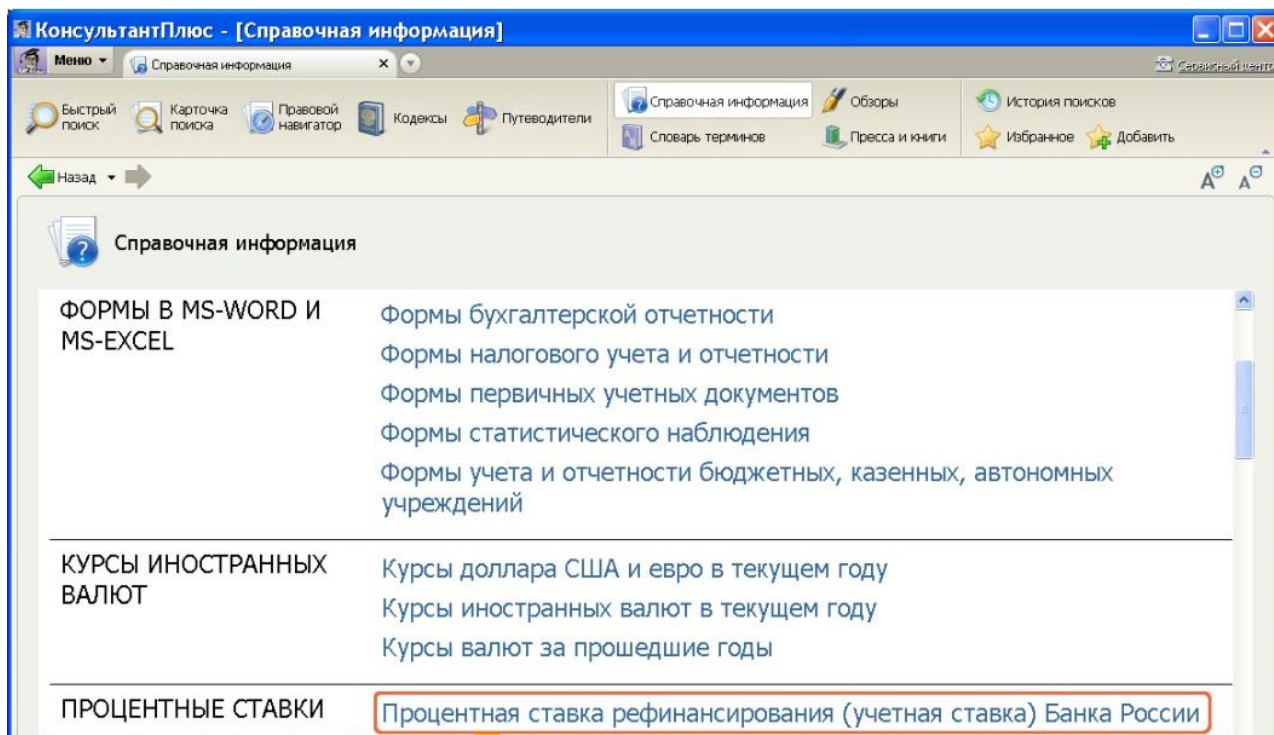 КонсультантПлюс - [Справочная информация]
Меню
Справочная информация
Сервисный центр
Быстрый поиск
Карточка поиска
Правовой навигатор
Кодексы
Путеводители
Справочная информация
Обзоры
История поисков
Словарь терминов
Пресса и книги
Избранное
Добавить
Назад
A A
Справочная информация
ФОРМЫ В MS-WORD И
MS-EXCEL
Формы бухгалтерской отчетности
Формы налогового учета и отчетности
Формы первичных учетных документов
Формы статистического наблюдения
Формы учета и отчетности бюджетных, казенных, автономных
учреждений
КУРСЫ ИНОСТРАННЫХ
ВАЛЮТ
Курсы доллара США и евро в текущем году
Курсы иностранных валют в текущем году
Курсы валют за прошедшие годы
ПРОЦЕНТНЫЕ СТАВКИ
Процентная ставка рефинансирования (учетная ставка) Банка России